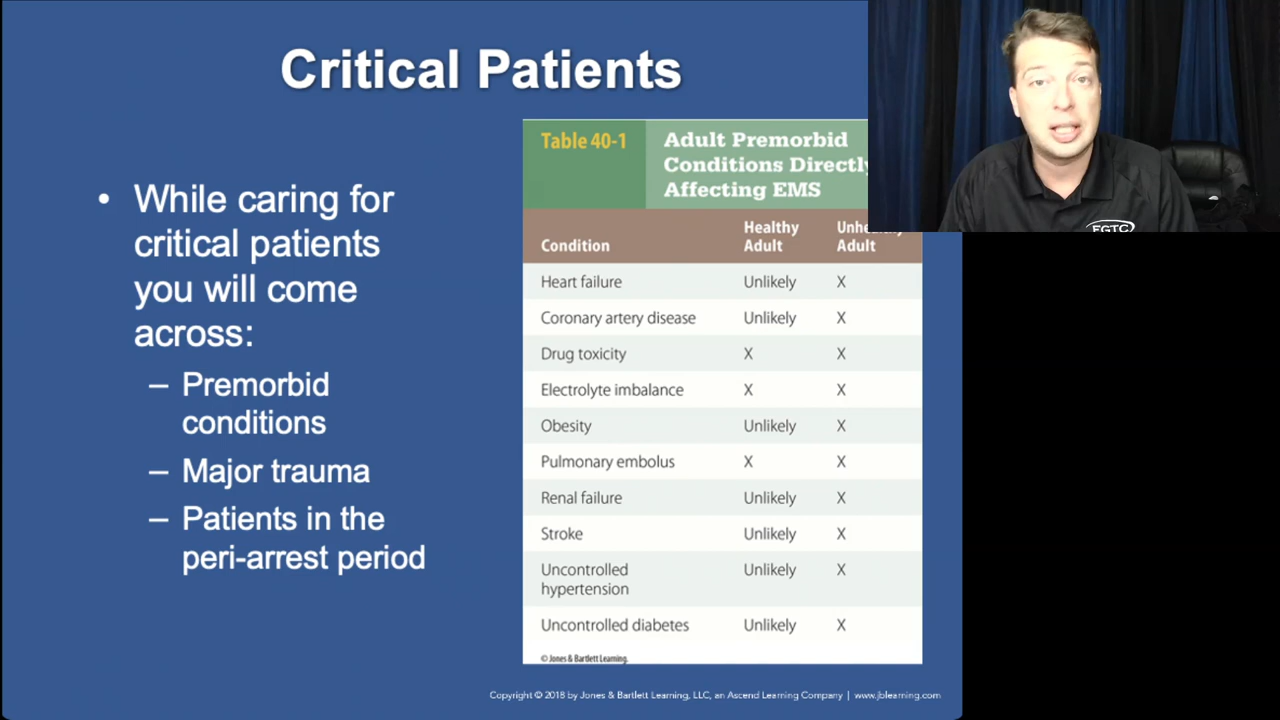 Critical Patients
• While caring for
critical patients
you will come
across:
– Premorbid
conditions
– Major trauma
– Patients in the
peri-arrest period
Table 40-1
Adult Premorbid
Conditions Directly
Affecting EMS
Condition
Healthy
Adult
Unhealthy
Adult
Heart failure Unlikely X
Coronary artery disease Unlikely X
Drug toxicity X X
Electrolyte imbalance X X
Obesity Unlikely X
Pulmonary embolus X X
Renal failure Unlikely X
Stroke Unlikely X
Uncontrolled
hypertension Unlikely X
Uncontrolled diabetes Unlikely X
© Jones & Bartlett Learning.
Copyright © 2018 by Jones & Bartlett Learning, LLC, an Ascend Learning Company | www.jblearning.com
FGTC